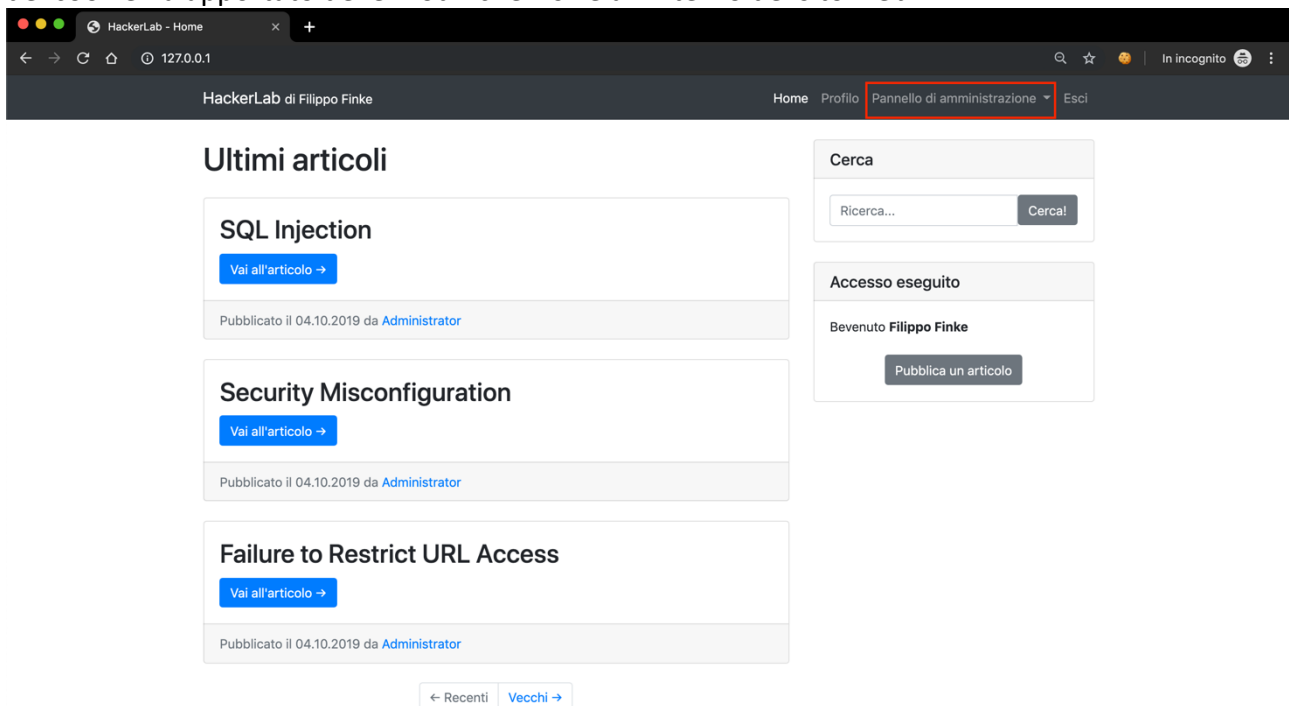 HackerLab - Home
127.0.0.1
In incognito
HackerLab di Filippo Finke
Home Profilo Pannello di amministrazione Esci
Ultimi articoli
SQL Injection
Vai all'articolo →
Pubblicato il 04.10.2019 da Administrator
Security Misconfiguration
Vai all'articolo →
Pubblicato il 04.10.2019 da Administrator
Failure to Restrict URL Access
Vai all'articolo →
Pubblicato il 04.10.2019 da Administrator
← Recenti Vecchi →
Cerca
Ricerca... Cerca!
Accesso eseguito
Bevenuto Filippo Finke
Pubblica un articolo